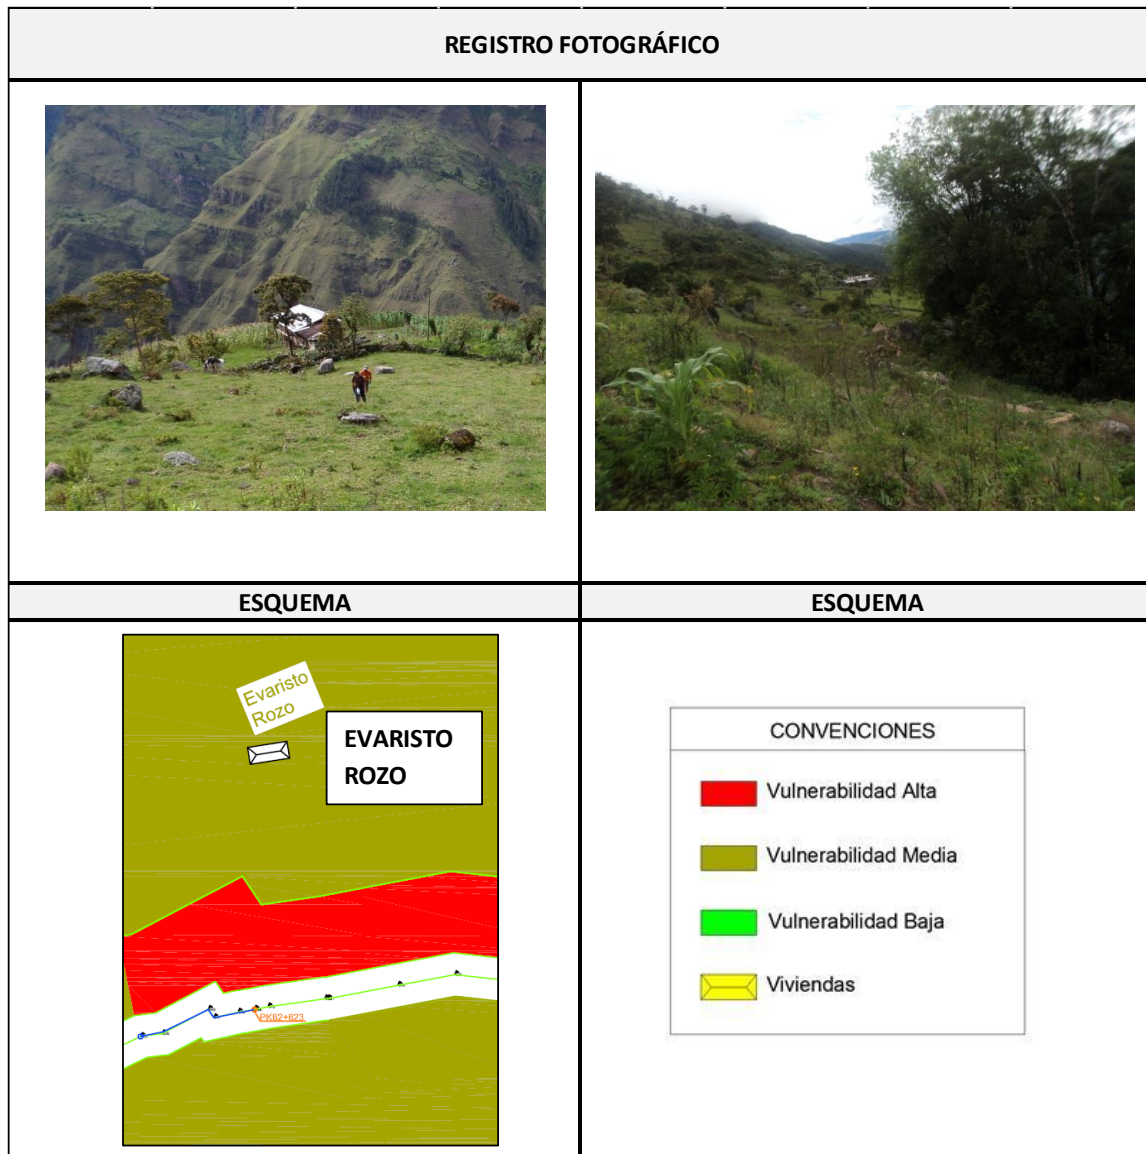 REGISTRO FOTOGRÁFICO
ESQUEMA
ESQUEMA
Evaristo
Rozo
EVARISTO
ROZO
PK62+623
CONVENCIONES
Vulnerabilidad Alta
Vulnerabilidad Media
Vulnerabilidad Baja
Viviendas